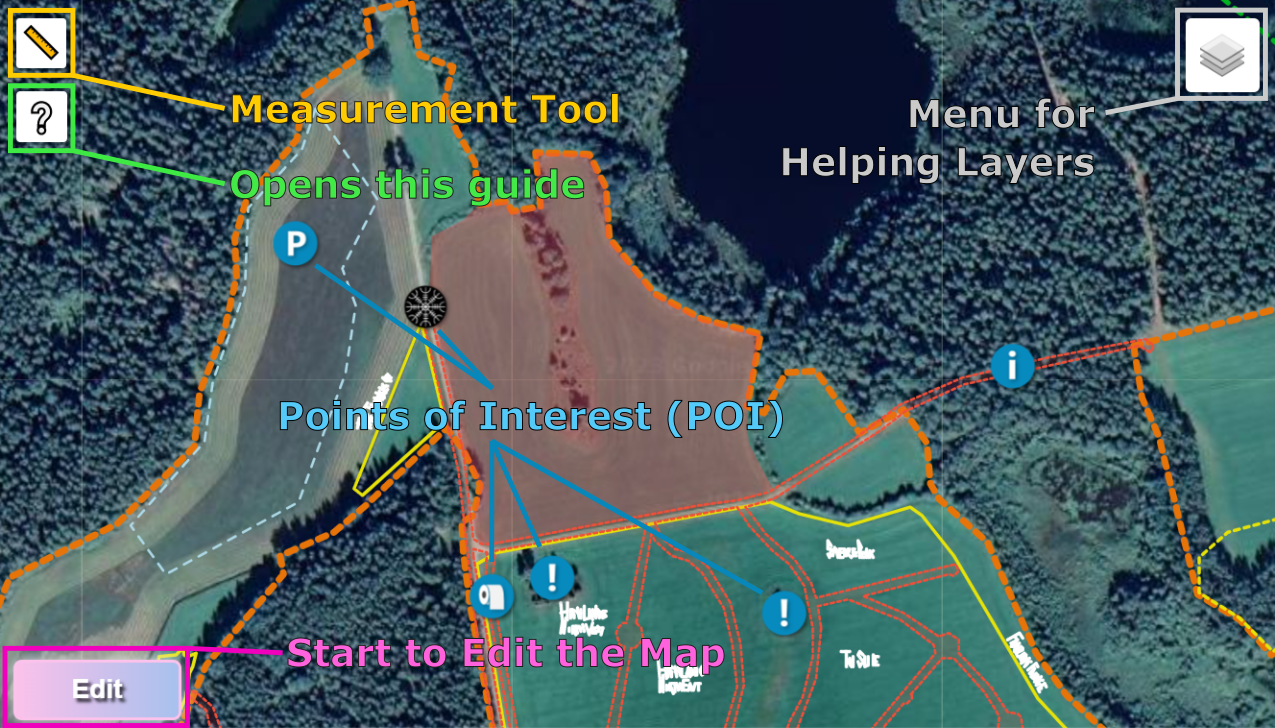 Measurement Tool
Menu for
Helping Layers
?
Opens this guide
P
i
Points of Interest (POI)
!
!
Start to Edit the Map
Edit